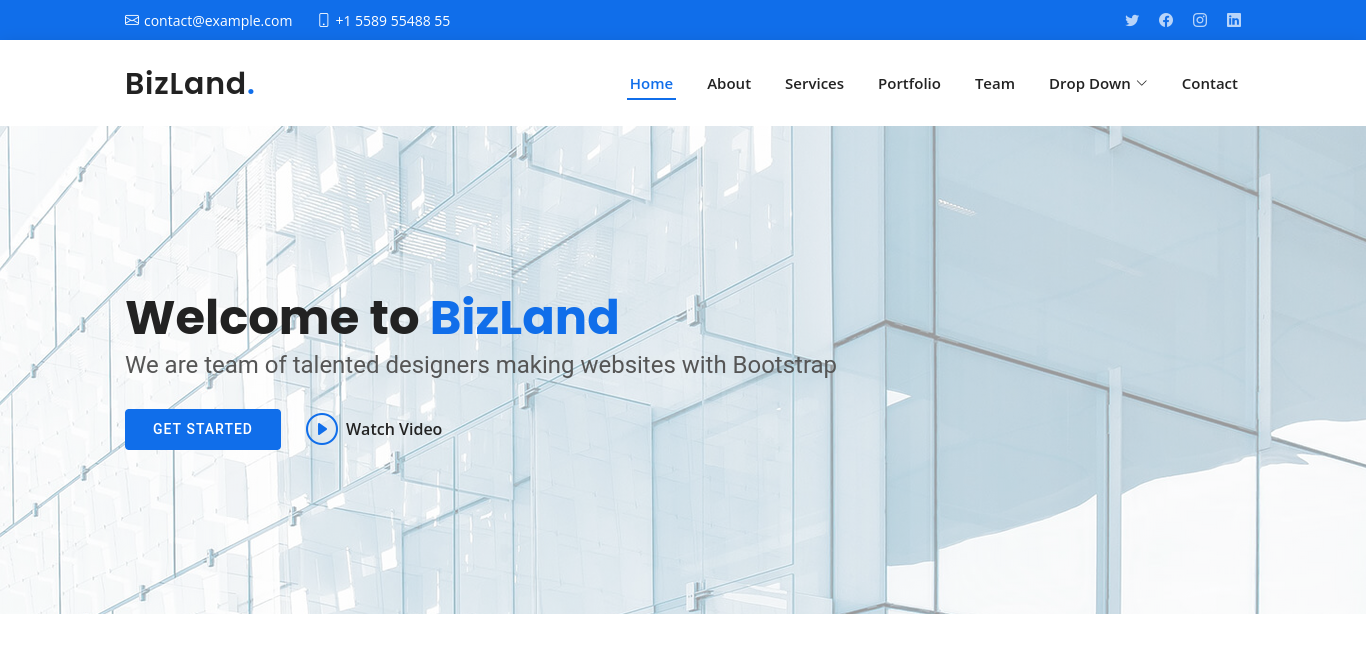 contact@example.com +1 5589 55488 55
BizLand.
Home About Services Portfolio Team Drop Down Contact
Welcome to BizLand
We are team of talented designers making websites with Bootstrap
GET STARTED Watch Video